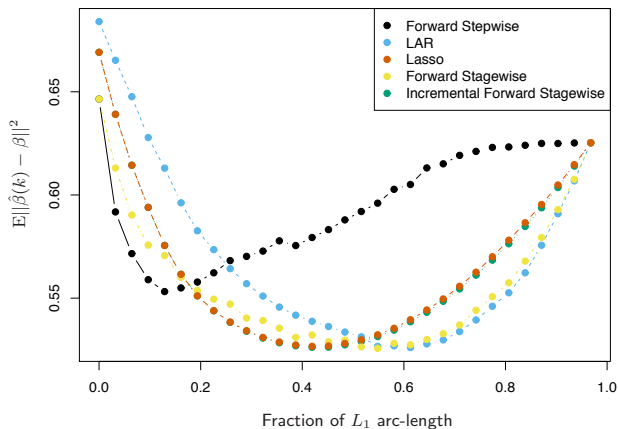 Forward Stepwise
LAR
Lasso
Forward Stagewise
Incremental Forward Stagewise
E||β̂(k) − β||²
0.65
0.60
0.55
0.0 0.2 0.4 0.6 0.8 1.0
Fraction of L₁ arc-length